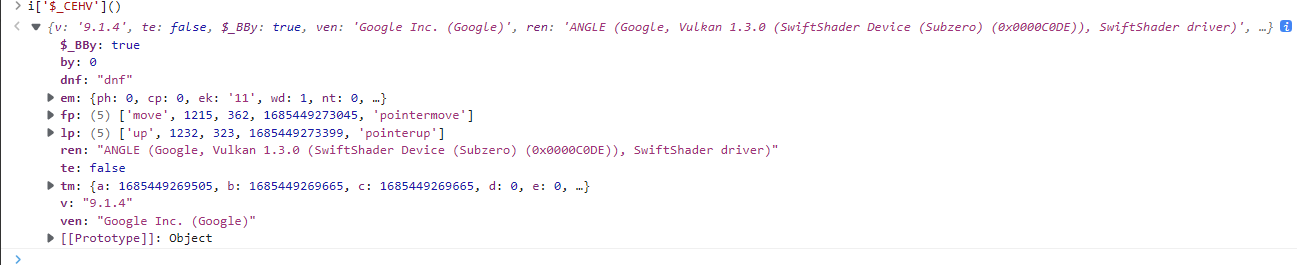 i['$_CEHV']()
{v: '9.1.4', te: false, $_BBy: true, ven: 'Google Inc. (Google)', ren: 'ANGLE (Google, Vulkan 1.3.0 (SwiftShader Device (Subzero) (0x0000C0DE)), SwiftShader driver)', …}
$_BBy: true
by: 0
dnf: "dnf"
em: {ph: 0, cp: 0, ek: '11', wd: 1, nt: 0, …}
fp: (5) ['move', 1215, 362, 1685449273045, 'pointermove']
lp: (5) ['up', 1232, 323, 1685449273399, 'pointerup']
ren: "ANGLE (Google, Vulkan 1.3.0 (SwiftShader Device (Subzero) (0x0000C0DE)), SwiftShader driver)"
te: false
tm: {a: 1685449269505, b: 1685449269665, c: 1685449269665, d: 0, e: 0, …}
v: "9.1.4"
ven: "Google Inc. (Google)"
[[Prototype]]: Object